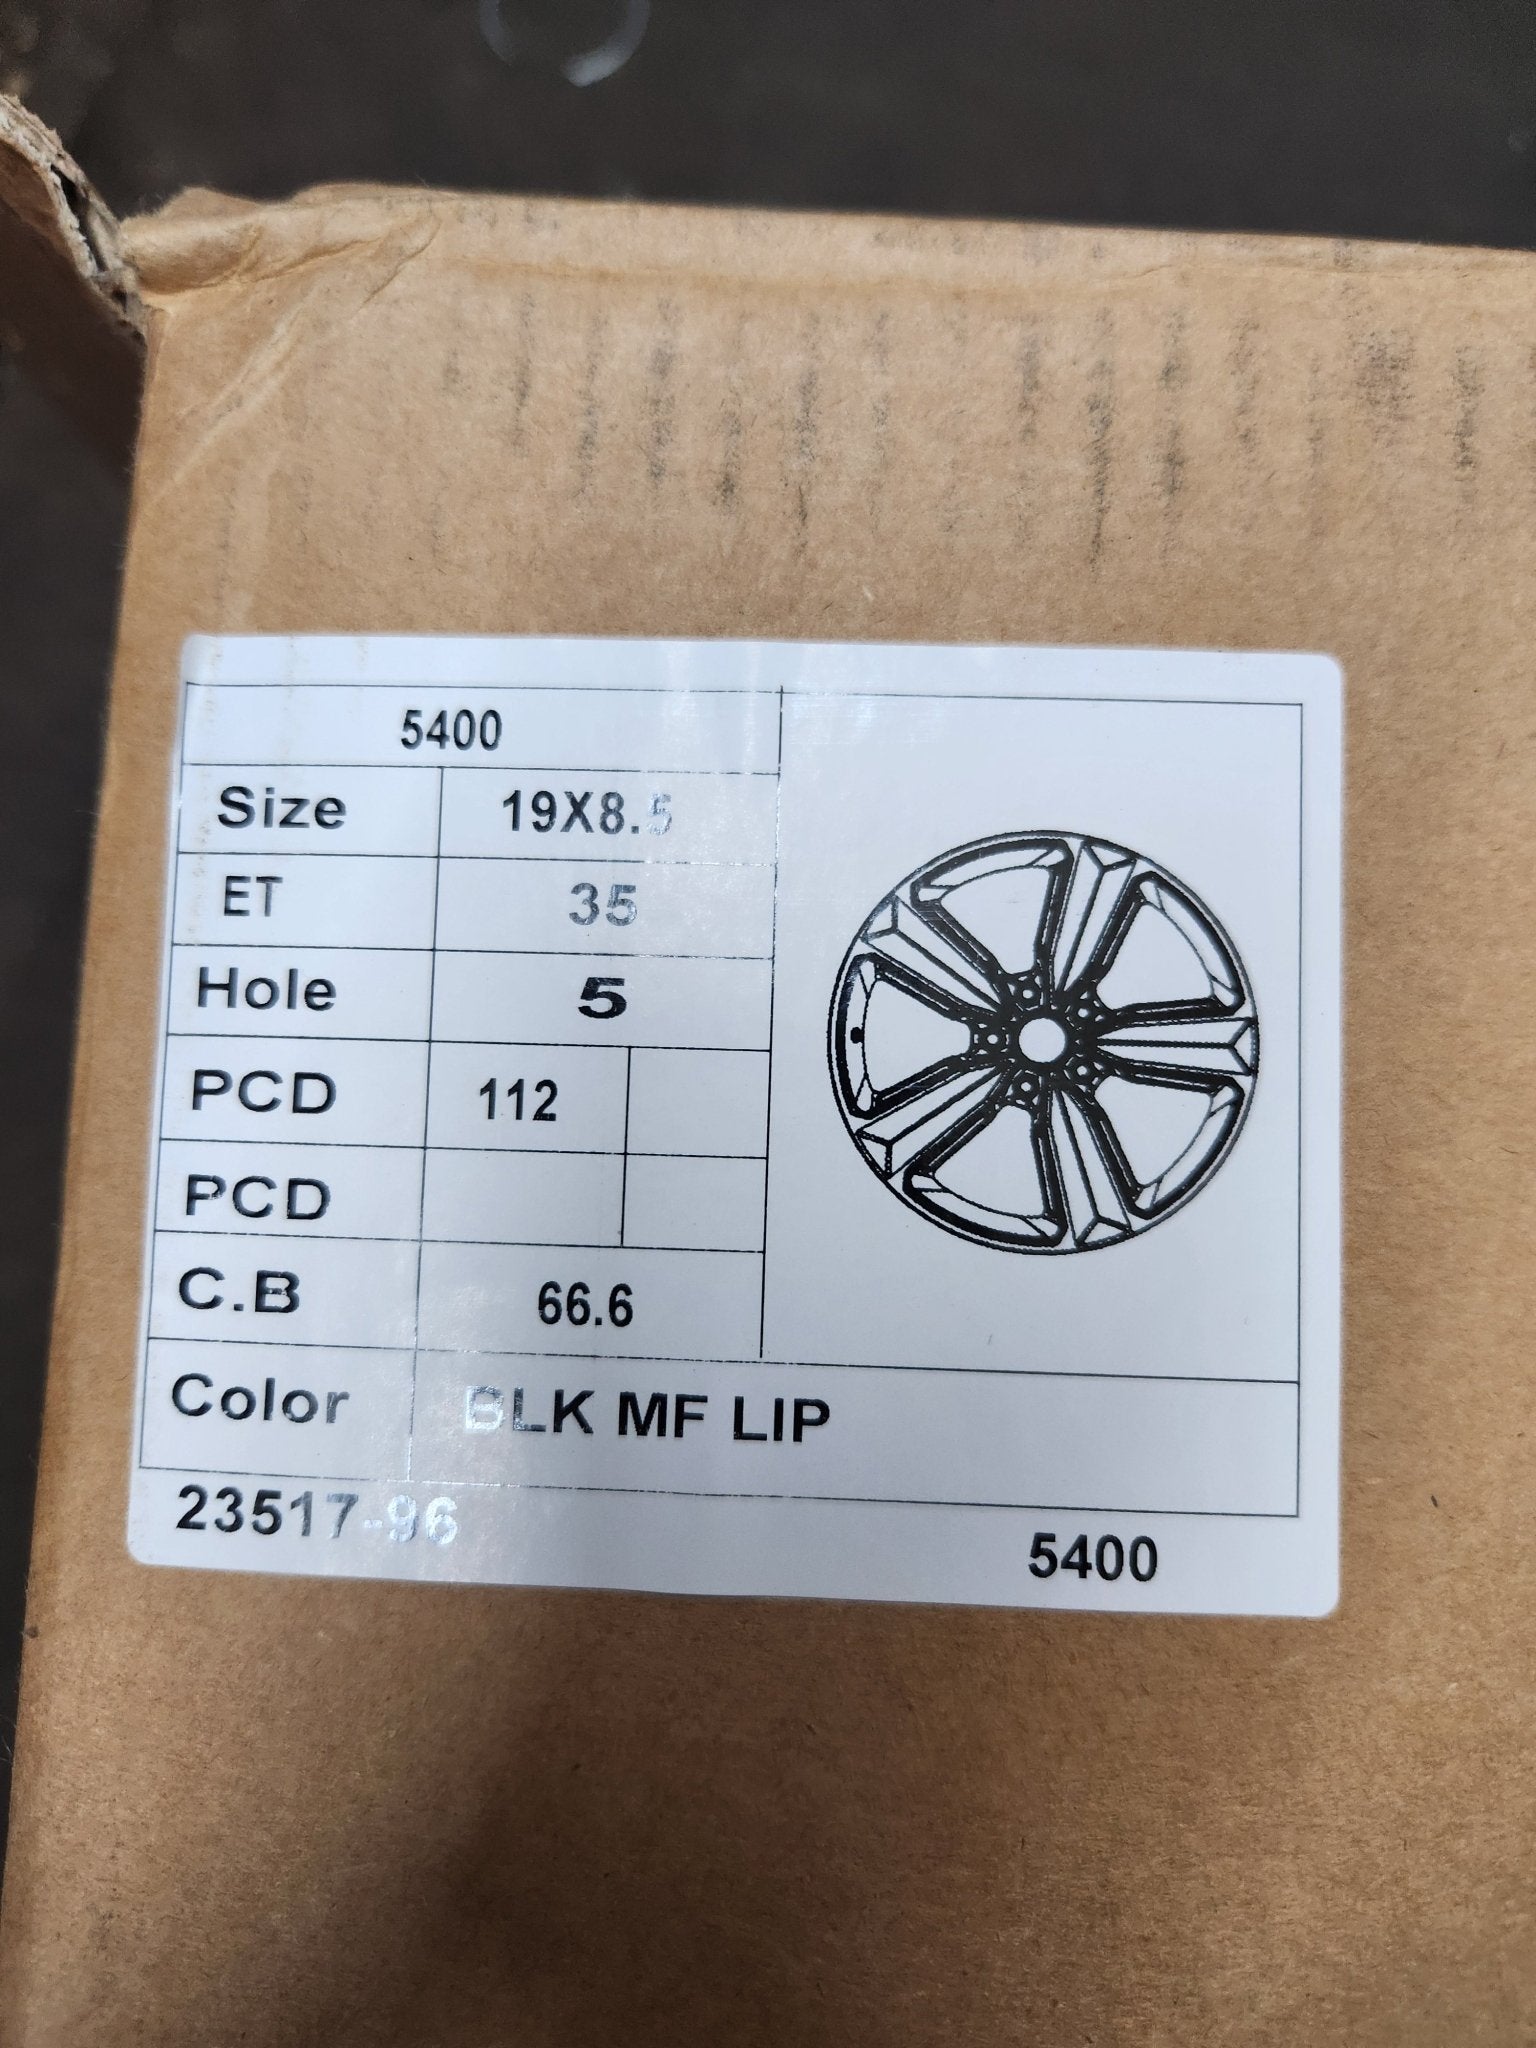 5400
Size 19X8.5
ET 35
Hole 5
PCD 112
PCD
C.B 66.6
Color BLK MF LIP
23517-96 5400